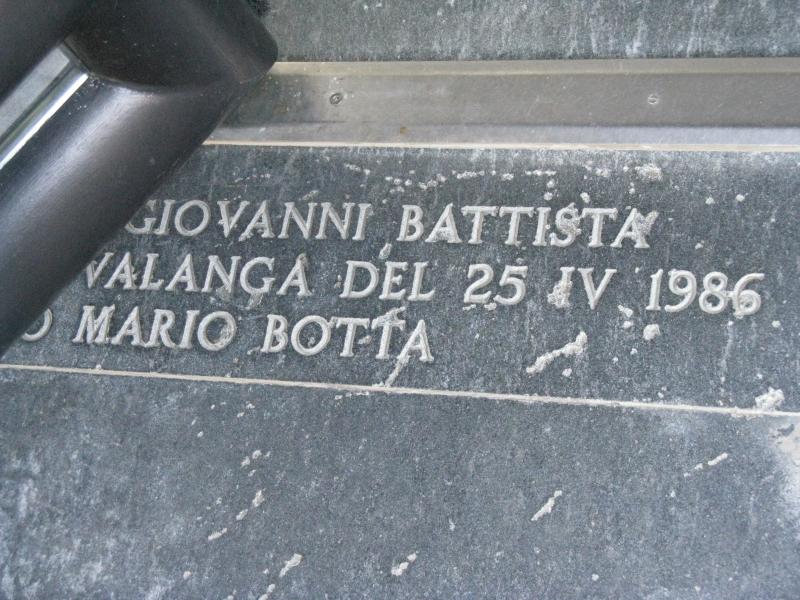 GIOVANNI BATTISTA
VALANGA DEL 25 IV 1986
MARIO BOTTA